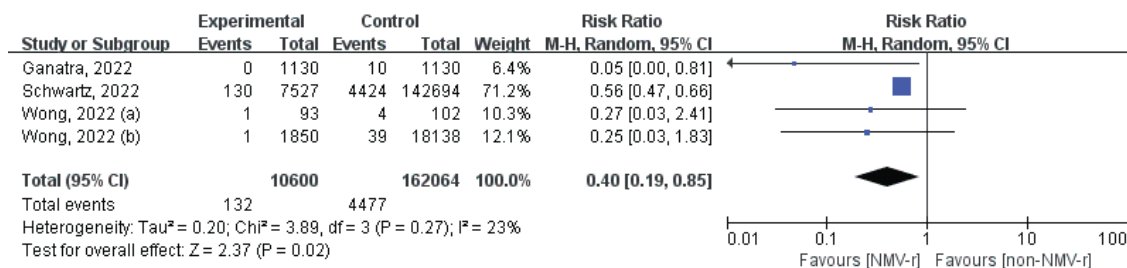 Experimental Control Risk Ratio Risk Ratio
Study or Subgroup Events Total Events Total Weight M-H, Random, 95% CI M-H, Random, 95% CI
Ganatra, 2022 0 1130 10 1130 6.4% 0.05 [0.00, 0.81]
Schwartz, 2022 130 7527 4424 142694 71.2% 0.56 [0.47, 0.66]
Wong, 2022 (a) 1 93 4 102 10.3% 0.27 [0.03, 2.41]
Wong, 2022 (b) 1 1850 39 18138 12.1% 0.25 [0.03, 1.83]
Total (95% CI) 10600 162064 100.0% 0.40 [0.19, 0.85]
Total events 132 4477
Heterogeneity: Tau² = 0.20; Chi² = 3.89, df = 3 (P = 0.27); I² = 23%
Test for overall effect: Z = 2.37 (P = 0.02)
0.01 0.1 1 10 100
Favours [NMV-r] Favours [non-NMV-r]